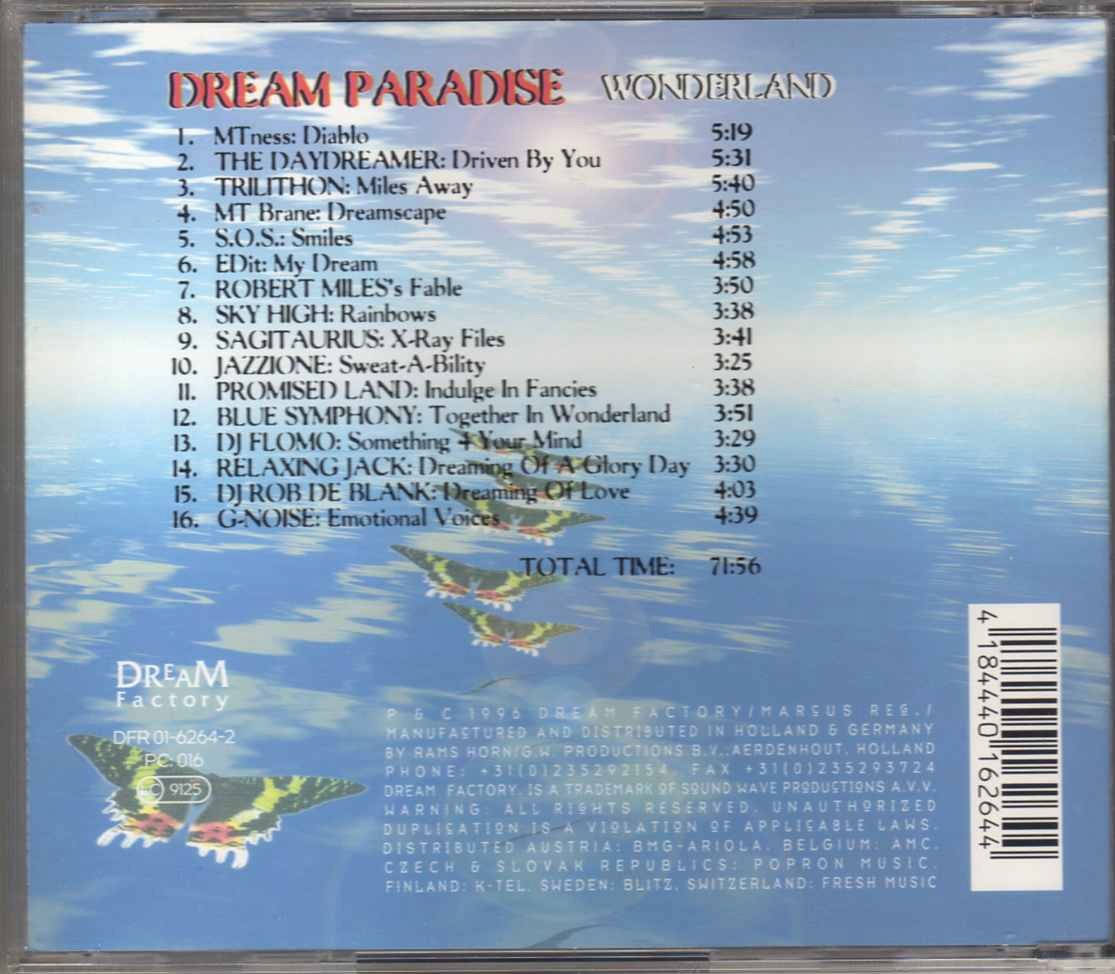 DREAM PARADISE WONDERLAND
1. MTness: Diablo 5:19
2. THE DAYDREAMER: Driven By You 5:31
3. TRILITHON: Miles Away 5:40
4. MT Brane: Dreamscape 4:50
5. S.O.S.: Smiles 4:53
6. EDit: My Dream 4:58
7. ROBERT MILES's Fable 3:50
8. SKY HIGH: Rainbows 3:38
9. SAGITAURIUS: X-Ray Files 3:41
10. JAZZIONE: Sweat-A-Bility 3:25
11. PROMISED LAND: Indulge In Fancies 3:38
12. BLUE SYMPHONY: Together In Wonderland 3:51
13. DJ FLOMO: Something 4 Your Mind 3:29
14. RELAXING JACK: Dreaming Of A Glory Day 3:30
15. DJ ROB DE BLANK: Dreaming Of Love 4:03
16. G-NOISE: Emotional Voices 4:39
TOTAL TIME: 71:56
DREAM
Factory
DFR 01-6264-2
PC: 016
LC 9125
P & C 1996 DREAM FACTORY/MARCUS REC./
MANUFACTURED AND DISTRIBUTED IN HOLLAND & GERMANY
BY RAMS HORN/G.W. PRODUCTIONS B.V., AERDENHOUT, HOLLAND
PHONE: +31(0)235292154, FAX +31(0)235293724
DREAM FACTORY, IS A TRADEMARK OF SOUND WAVE PRODUCTIONS A.V.V.
WARNING. ALL RIGHTS RESERVED. UNAUTHORIZED
DUPLICATION IS A VIOLATION OF APPLICABLE LAWS.
DISTRIBUTED AUSTRIA: BMG-ARIOLA, BELGIUM: AMC,
CZECH & SLOVAK REPUBLICS: POPRON MUSIC,
FINLAND: K-TEL, SWEDEN: BLITZ, SWITZERLAND: FRESH MUSIC
4 184440 162644